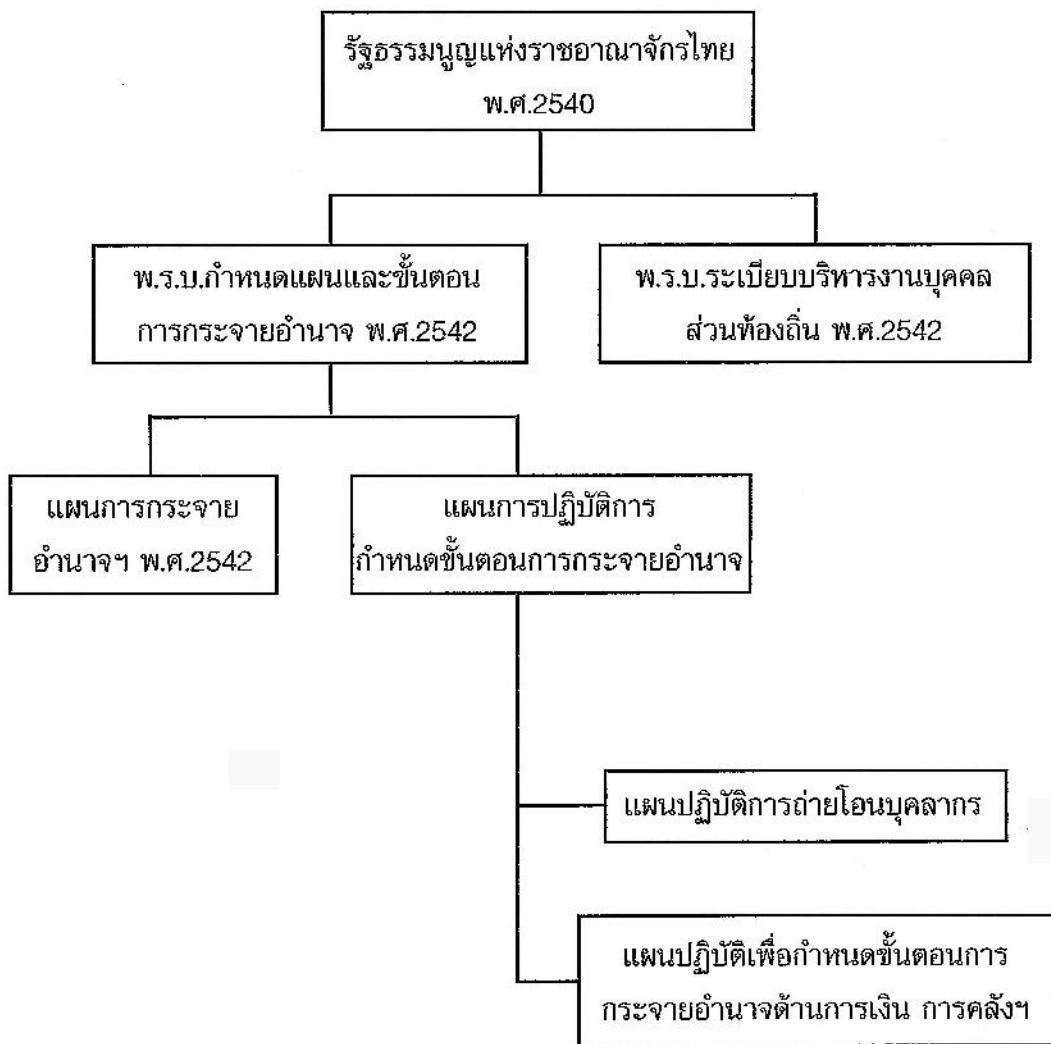 รัฐธรรมนูญแห่งราชอาณาจักรไทย
พ.ศ.2540
พ.ร.บ.กำหนดแผนและขั้นตอน
การกระจายอำนาจ พ.ศ.2542
พ.ร.บ.ระเบียบบริหารงานบุคคล
ส่วนท้องถิ่น พ.ศ.2542
แผนการกระจาย
อำนาจฯ พ.ศ.2542
แผนการปฏิบัติการ
กำหนดขั้นตอนการกระจายอำนาจ
แผนปฏิบัติการถ่ายโอนบุคลากร
แผนปฏิบัติเพื่อกำหนดขั้นตอนการ
กระจายอำนาจด้านการเงิน การคลังฯ